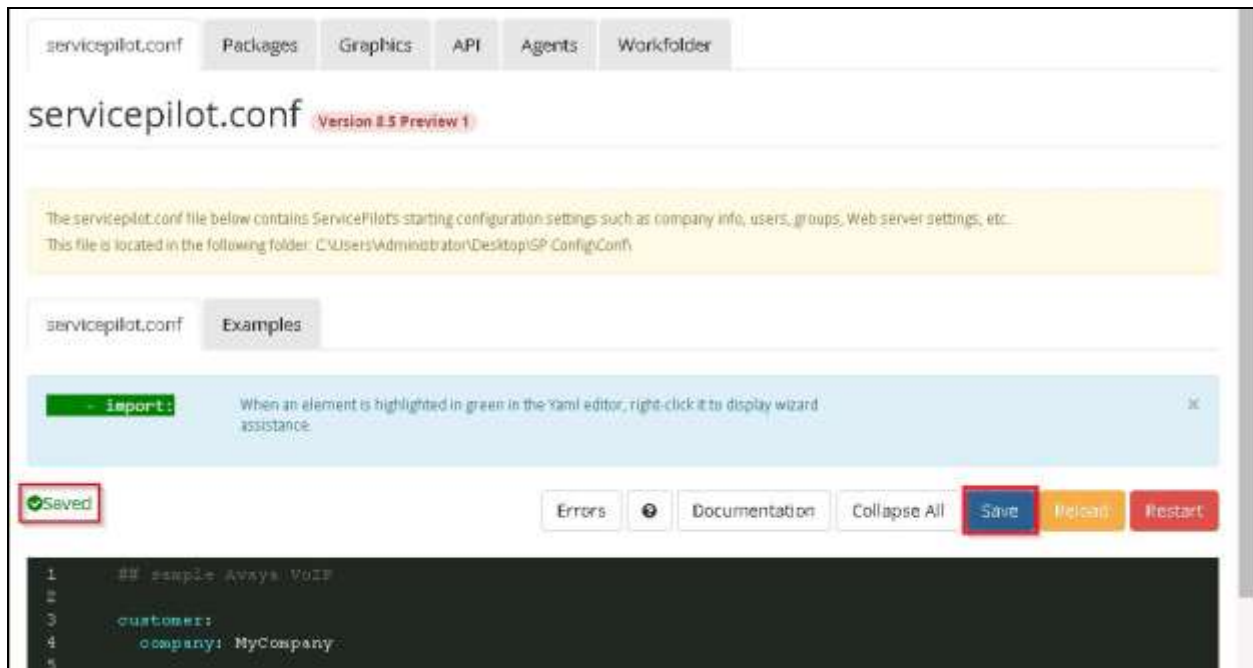 servicepilot.conf Packages Graphics API Agents Workfolder
servicepilot.conf Version 8.5 Preview 1
The servicepilot.conf file below contains ServicePilot's starting configuration settings such as company info, users, groups, Web server settings, etc.
This file is located in the following folder: C:\Users\Administrator\Desktop\SP Config\Conf\
servicepilot.conf Examples
- import: When an element is highlighted in green in the Yaml editor, right-click it to display wizard
assistance.
×
Saved Errors Documentation Collapse All Save Reload Restart
1 ## sample Avaya VoIP
2
3 customer:
4 company: MyCompany
5